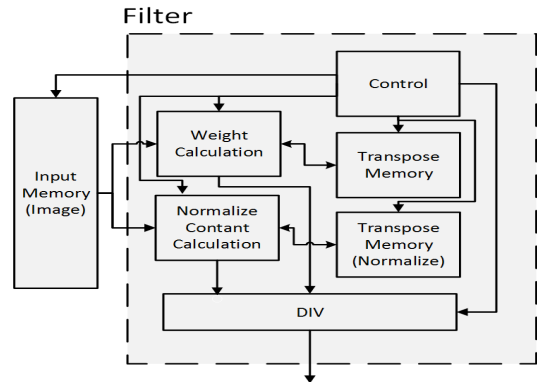 Filter
Control
Input
Memory
(Image)
Weight
Calculation
Transpose
Memory
Normalize
Contant
Calculation
Transpose
Memory
(Normalize)
DIV